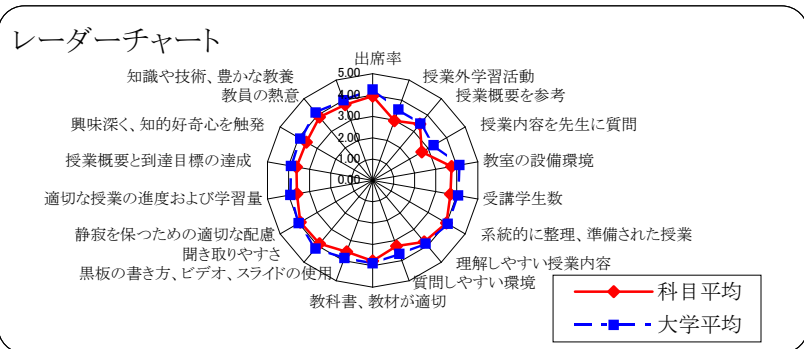 レーダーチャート
出席率
授業外学習活動
授業概要を参考
授業内容を先生に質問
教室の設備環境
受講学生数
系統的に整理、準備された授業
理解しやすい授業内容
質問しやすい環境
教科書、教材が適切
黒板の書き方、ビデオ、スライドの使用
聞き取りやすさ
静寂を保つための適切な配慮
適切な授業の進度および学習量
授業概要と到達目標の達成
興味深く、知的好奇心を触発
教員の熱意
知識や技術、豊かな教養
5.00
4.00
3.00
2.00
1.00
0.00
科目平均
大学平均